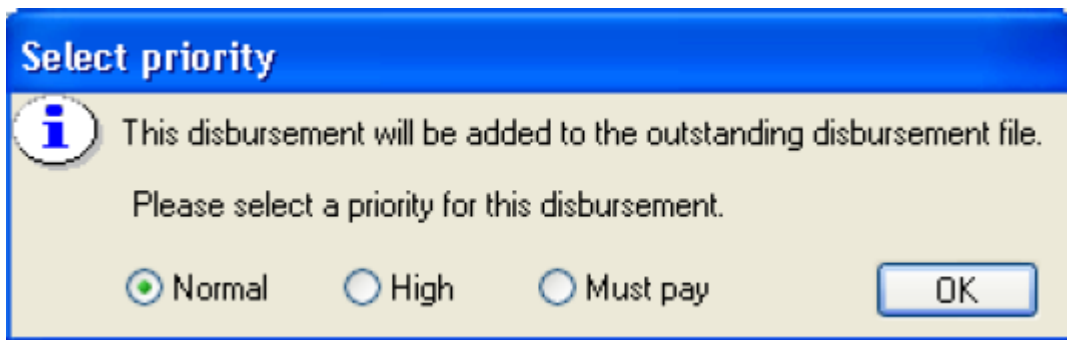 Select priority
This disbursement will be added to the outstanding disbursement file.
Please select a priority for this disbursement.
Normal High Must pay OK